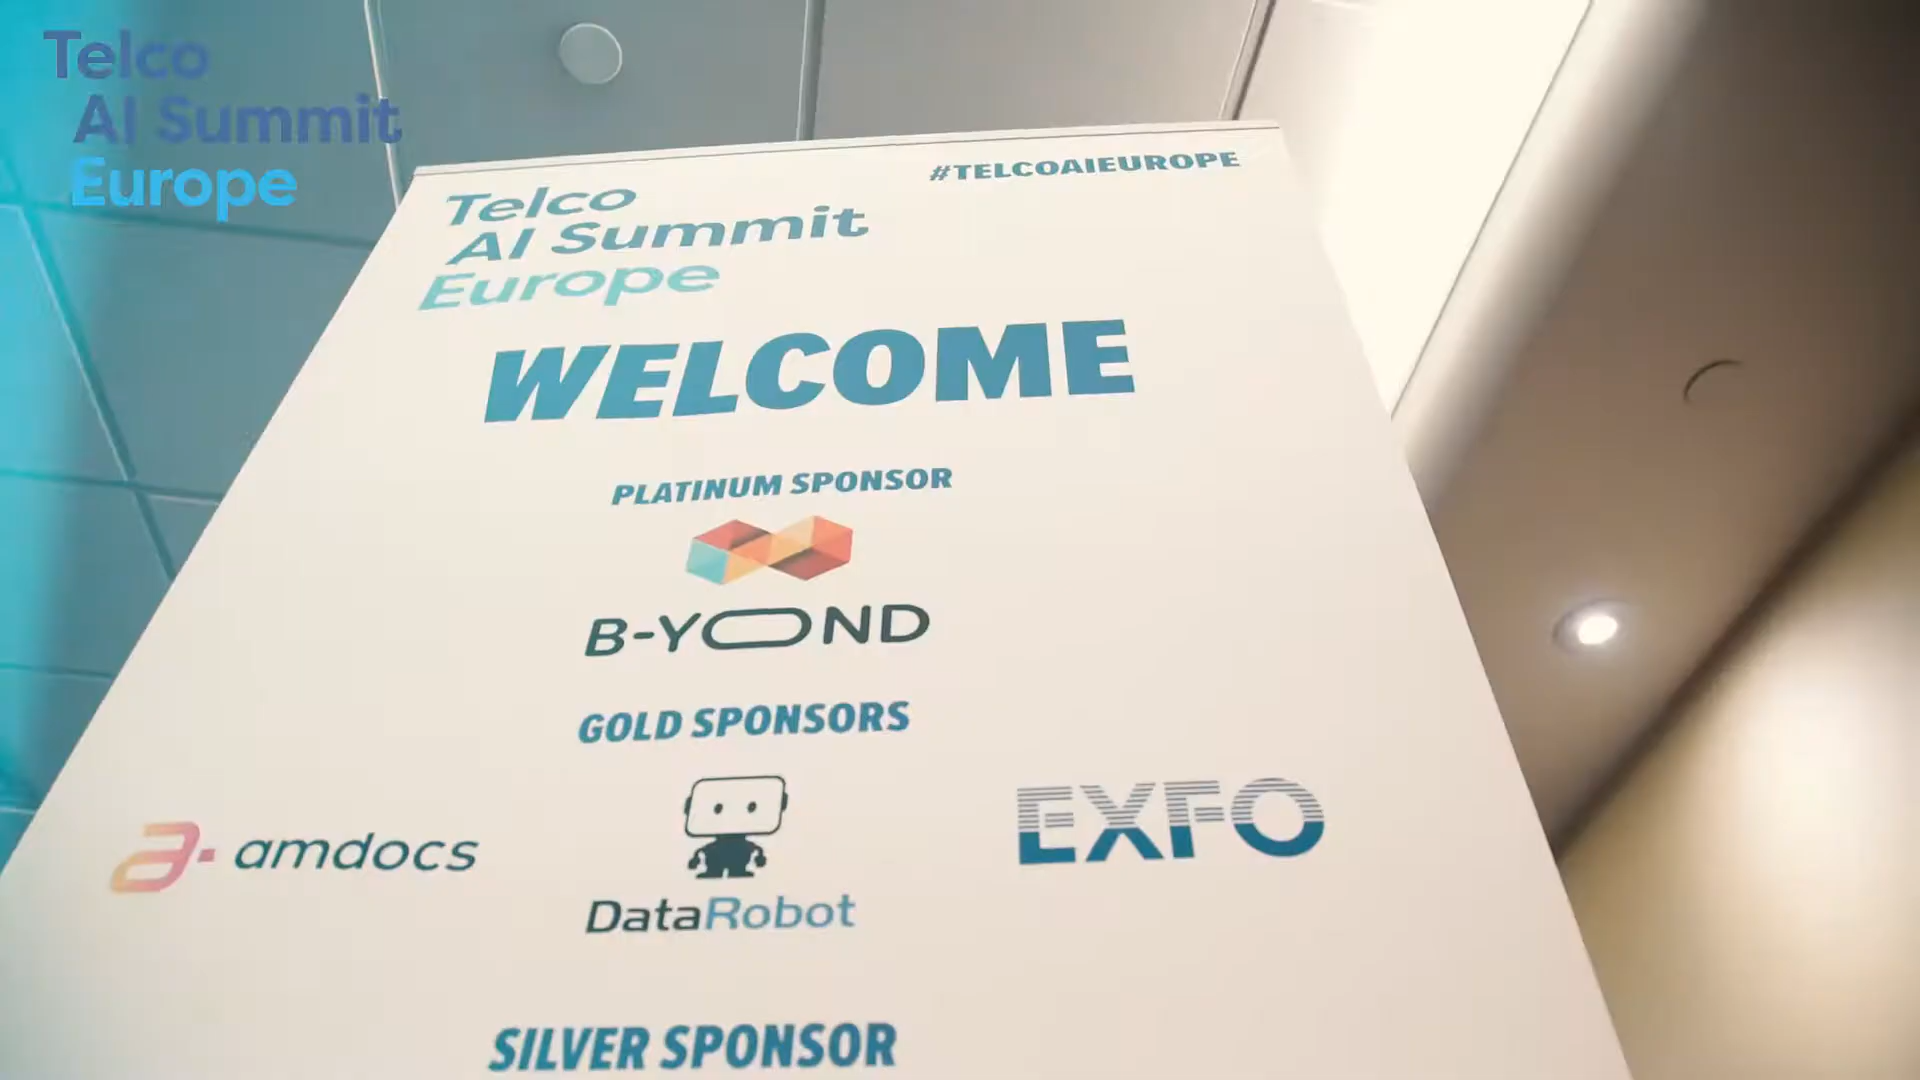 Telco
AI Summit
Europe
#TELCOAIEUROPE
Telco
AI Summit
Europe
WELCOME
PLATINUM SPONSOR
B-YOND
GOLD SPONSORS
a. amdocs
DataRobot
EXFO
SILVER SPONSOR